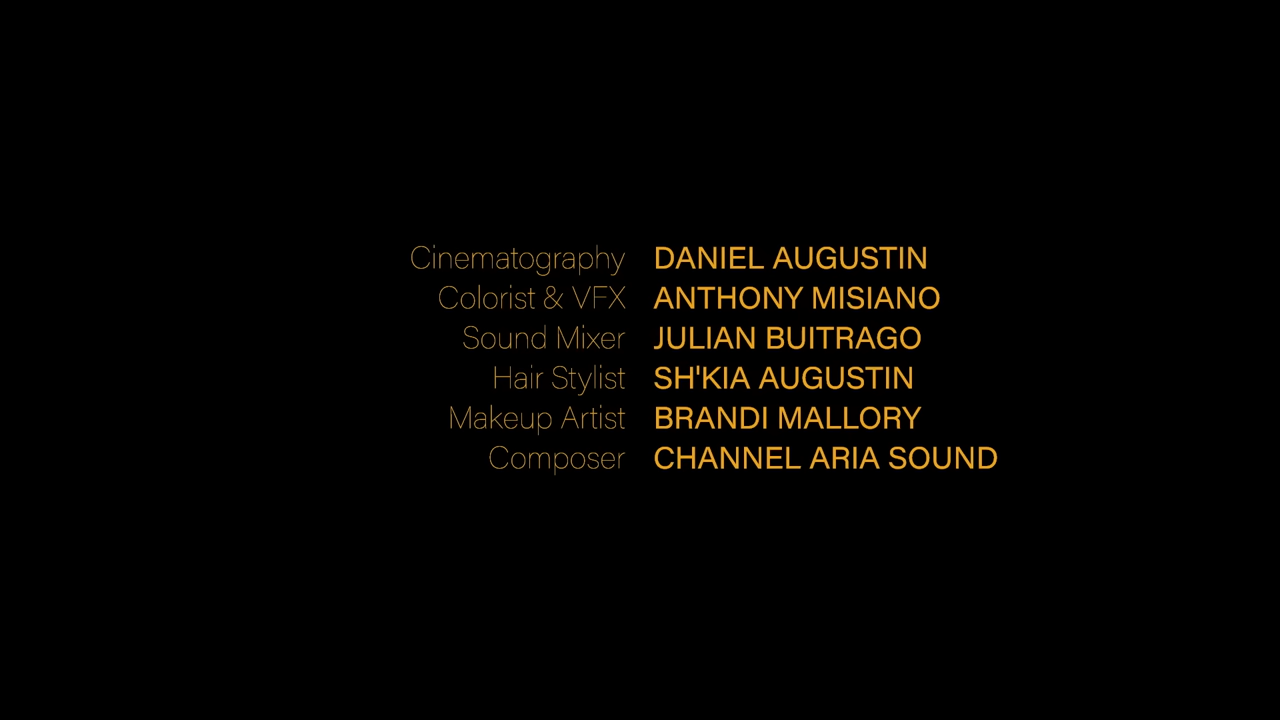 Cinematography DANIEL AUGUSTIN
Colorist & VFX ANTHONY MISIANO
Sound Mixer JULIAN BUITRAGO
Hair Stylist SH'KIA AUGUSTIN
Makeup Artist BRANDI MALLORY
Composer CHANNEL ARIA SOUND